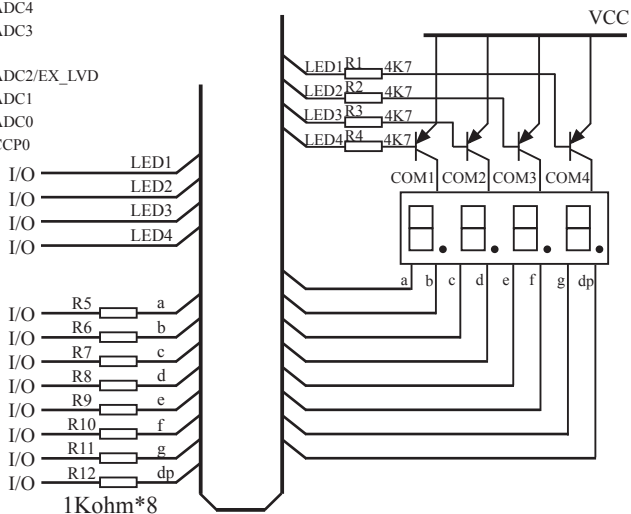 ADC4
ADC3
ADC2/EX_LVD
ADC1
ADC0
CCP0
I/O LED1
I/O LED2
I/O LED3
I/O LED4
I/O R5 a
I/O R6 b
I/O R7 c
I/O R8 d
I/O R9 e
I/O R10 f
I/O R11 g
I/O R12 dp
1Kohm*8
VCC
LED1 R1 4K7
LED2 R2 4K7
LED3 R3 4K7
LED4 R4 4K7
COM1 COM2 COM3 COM4
a b c d e f g dp